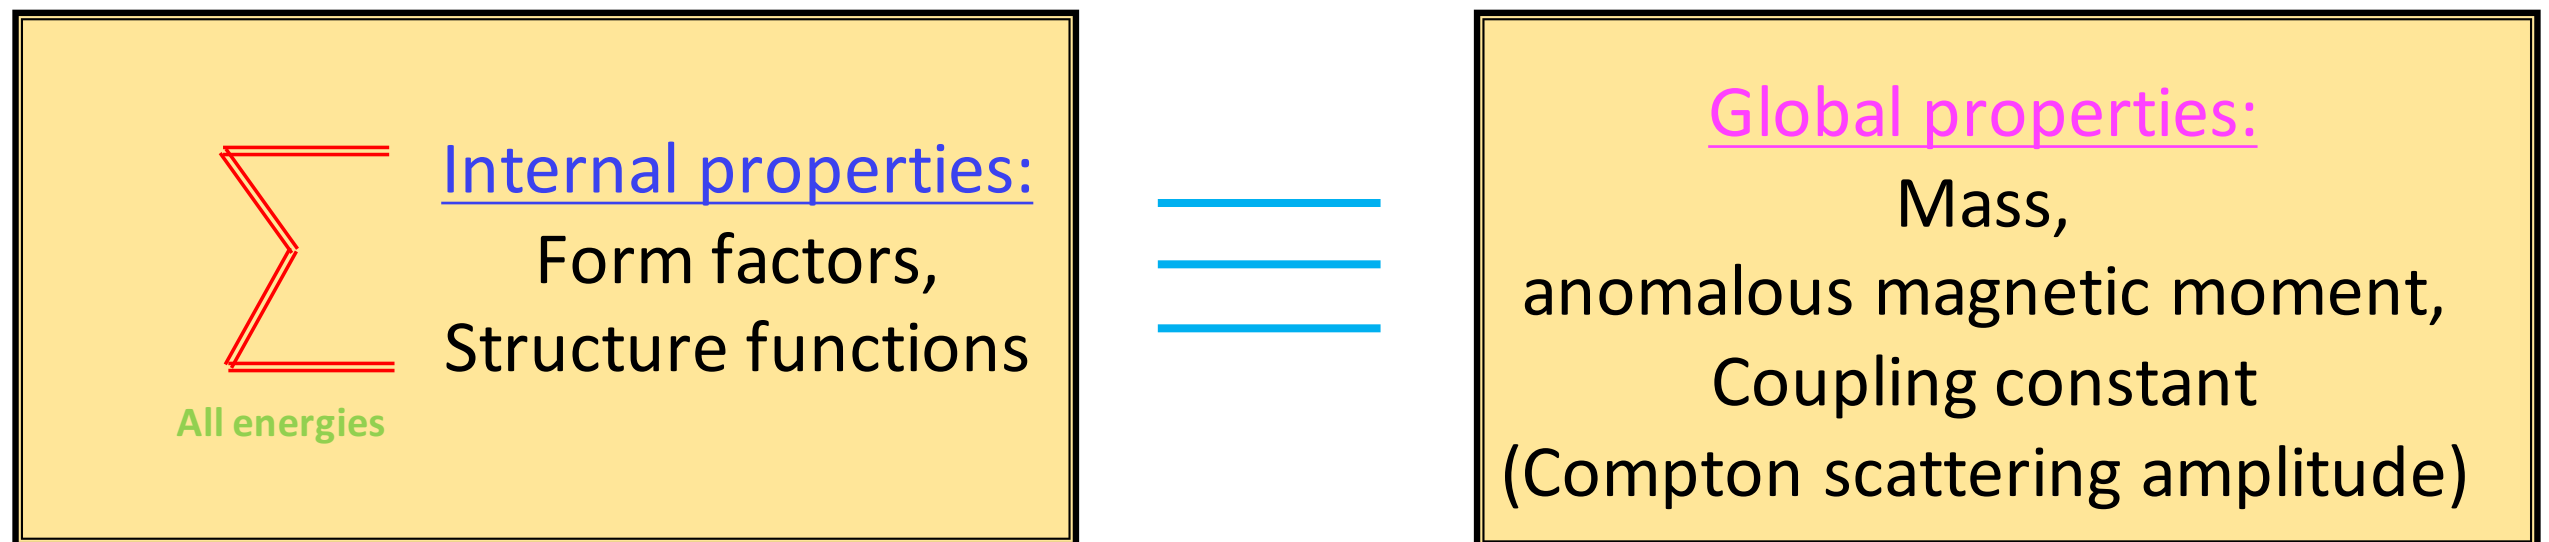 Internal properties:
Form factors,
Structure functions
All energies
Global properties:
Mass,
anomalous magnetic moment,
Coupling constant
(Compton scattering amplitude)